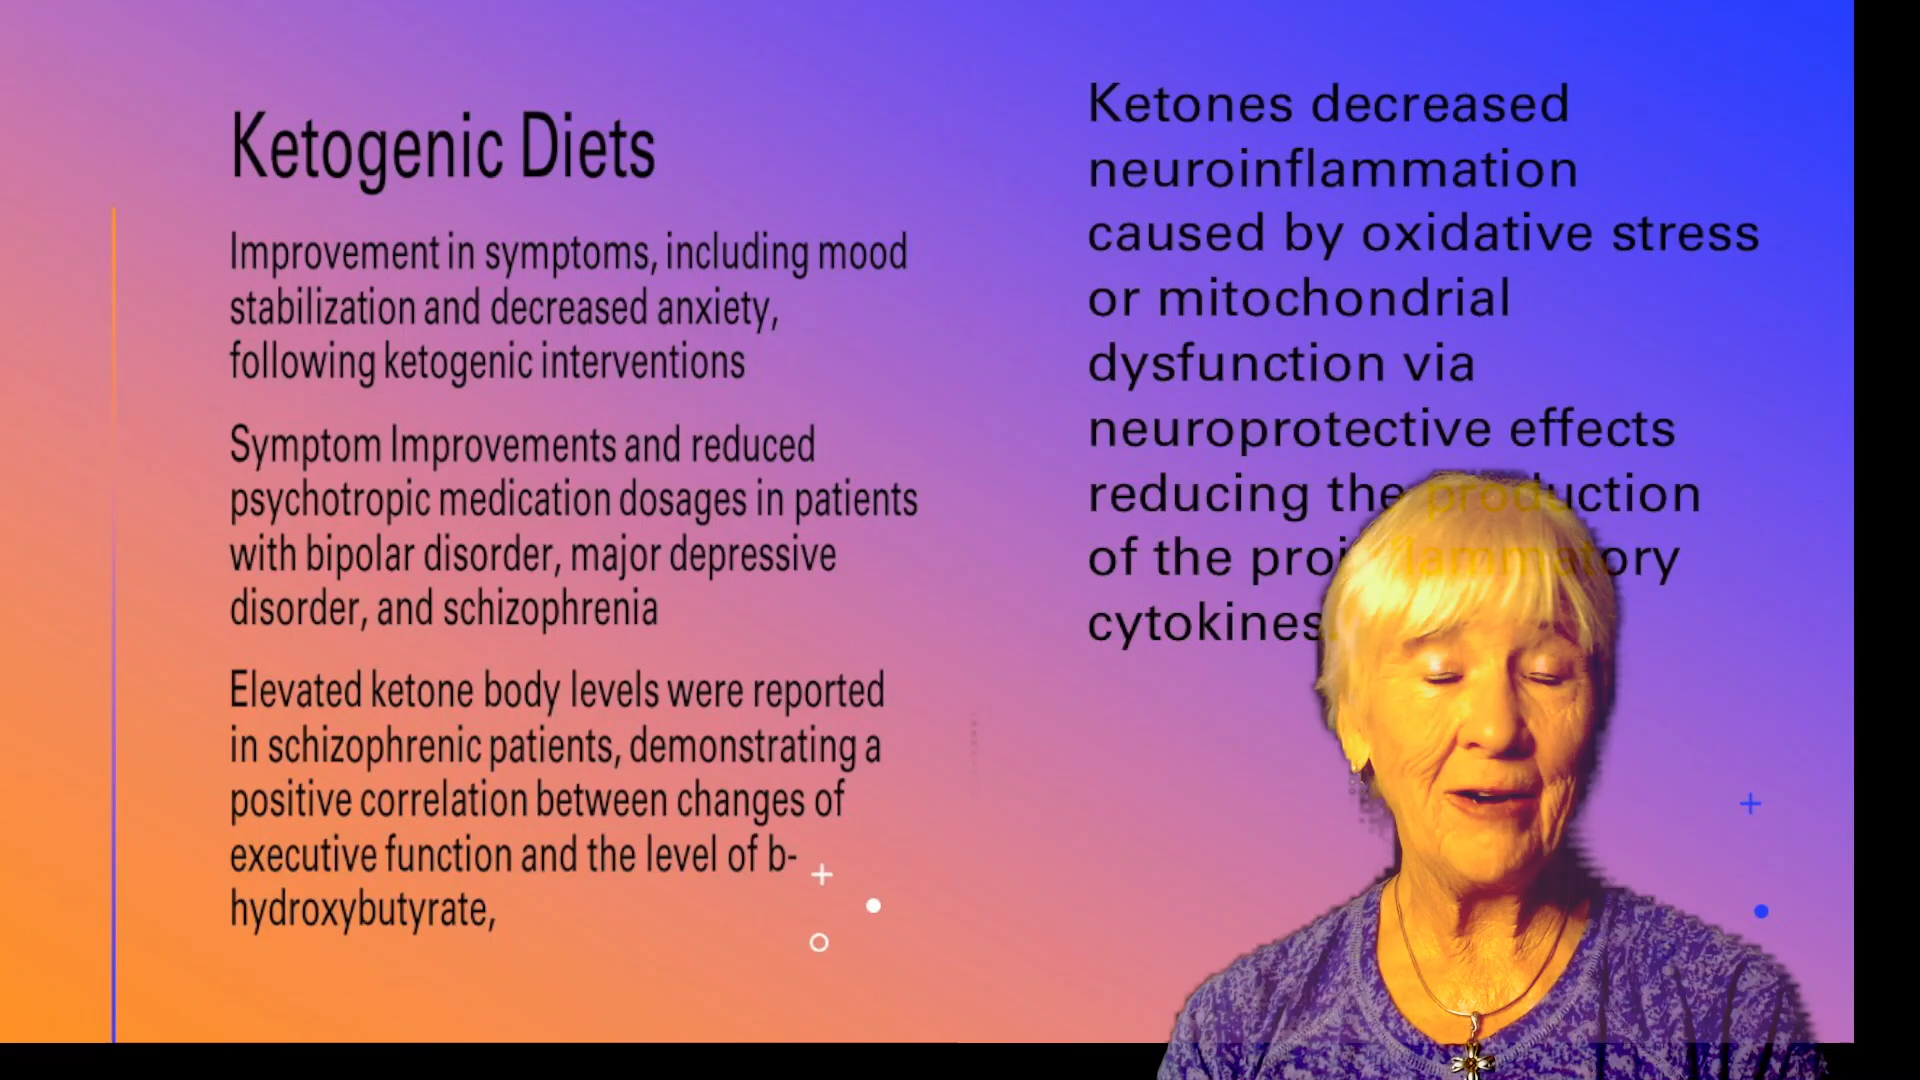 Ketogenic Diets
Improvement in symptoms, including mood
stabilization and decreased anxiety,
following ketogenic interventions
Symptom Improvements and reduced
psychotropic medication dosages in patients
with bipolar disorder, major depressive
disorder, and schizophrenia
Elevated ketone body levels were reported
in schizophrenic patients, demonstrating a
positive correlation between changes of
executive function and the level of b-
hydroxybutyrate,
Ketones decreased
neuroinflammation
caused by oxidative stress
or mitochondrial
dysfunction via
neuroprotective effects
reducing the production
of the proinflammatory
cytokines.